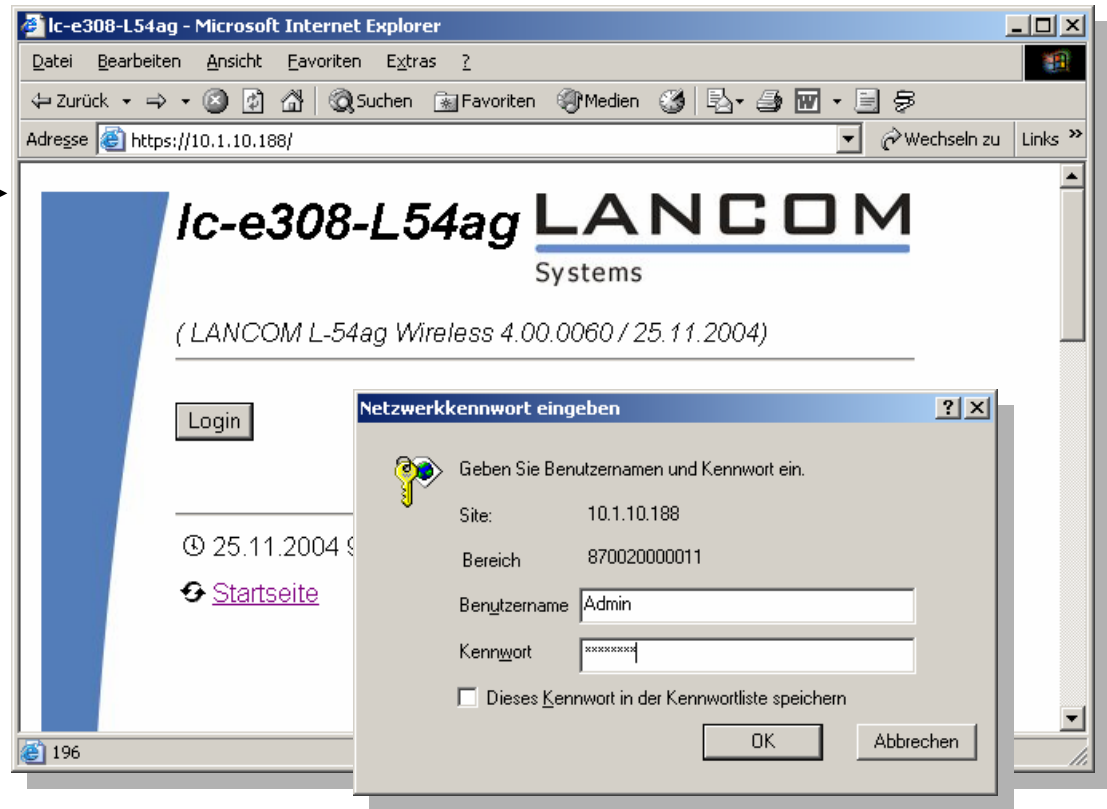 lc-e308-L54ag - Microsoft Internet Explorer
Datei Bearbeiten Ansicht Favoriten Extras ?
Zurück Suchen Favoriten Medien
Adresse https://10.1.10.188/ Wechseln zu Links »
lc-e308-L54ag LANCOM
Systems
( LANCOM L-54ag Wireless 4.00.0060 / 25.11.2004)
Login
25.11.2004
Startseite
Netzwerkkennwort eingeben
Geben Sie Benutzernamen und Kennwort ein.
Site: 10.1.10.188
Bereich 870020000011
Benutzername Admin
Kennwort ********
Dieses Kennwort in der Kennwortliste speichern
OK Abbrechen
196